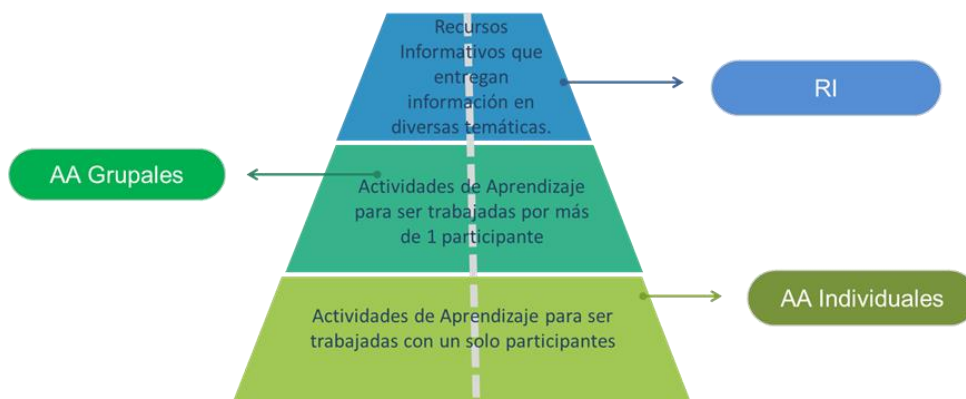 Recursos
Informativos que
entregan
información en
diversas temáticas.
RI
AA Grupales
Actividades de Aprendizaje
para ser trabajadas por más
de 1 participante
AA Individuales
Actividades de Aprendizaje para ser
trabajadas con un solo participantes